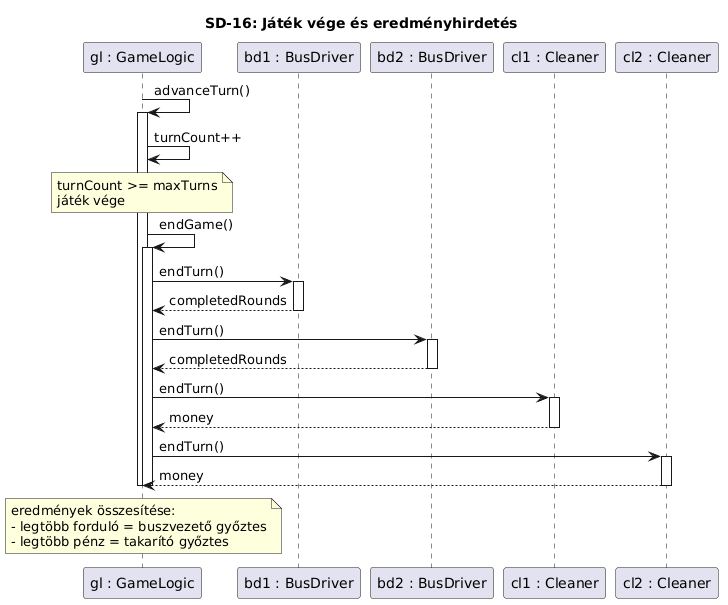 SD-16: Játék vége és eredményhirdetés
gl : GameLogic
bd1 : BusDriver
bd2 : BusDriver
cl1 : Cleaner
cl2 : Cleaner
advanceTurn()
turnCount++
turnCount >= maxTurns
játék vége
endGame()
endTurn()
completedRounds
endTurn()
completedRounds
endTurn()
money
endTurn()
money
eredmények összesítése:
- legtöbb forduló = buszvezető győztes
- legtöbb pénz = takarító győztes
gl : GameLogic
bd1 : BusDriver
bd2 : BusDriver
cl1 : Cleaner
cl2 : Cleaner